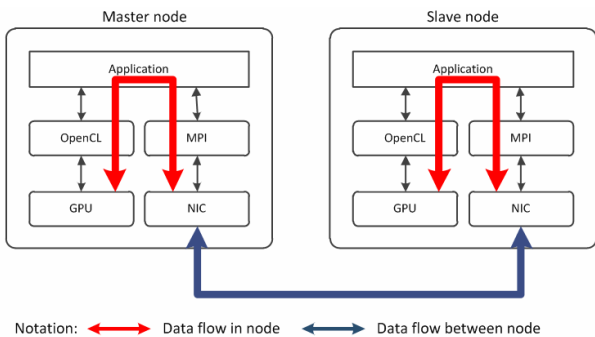 Master node
Slave node
Application
Application
OpenCL
MPI
OpenCL
MPI
GPU
NIC
GPU
NIC
Notation: Data flow in node Data flow between node